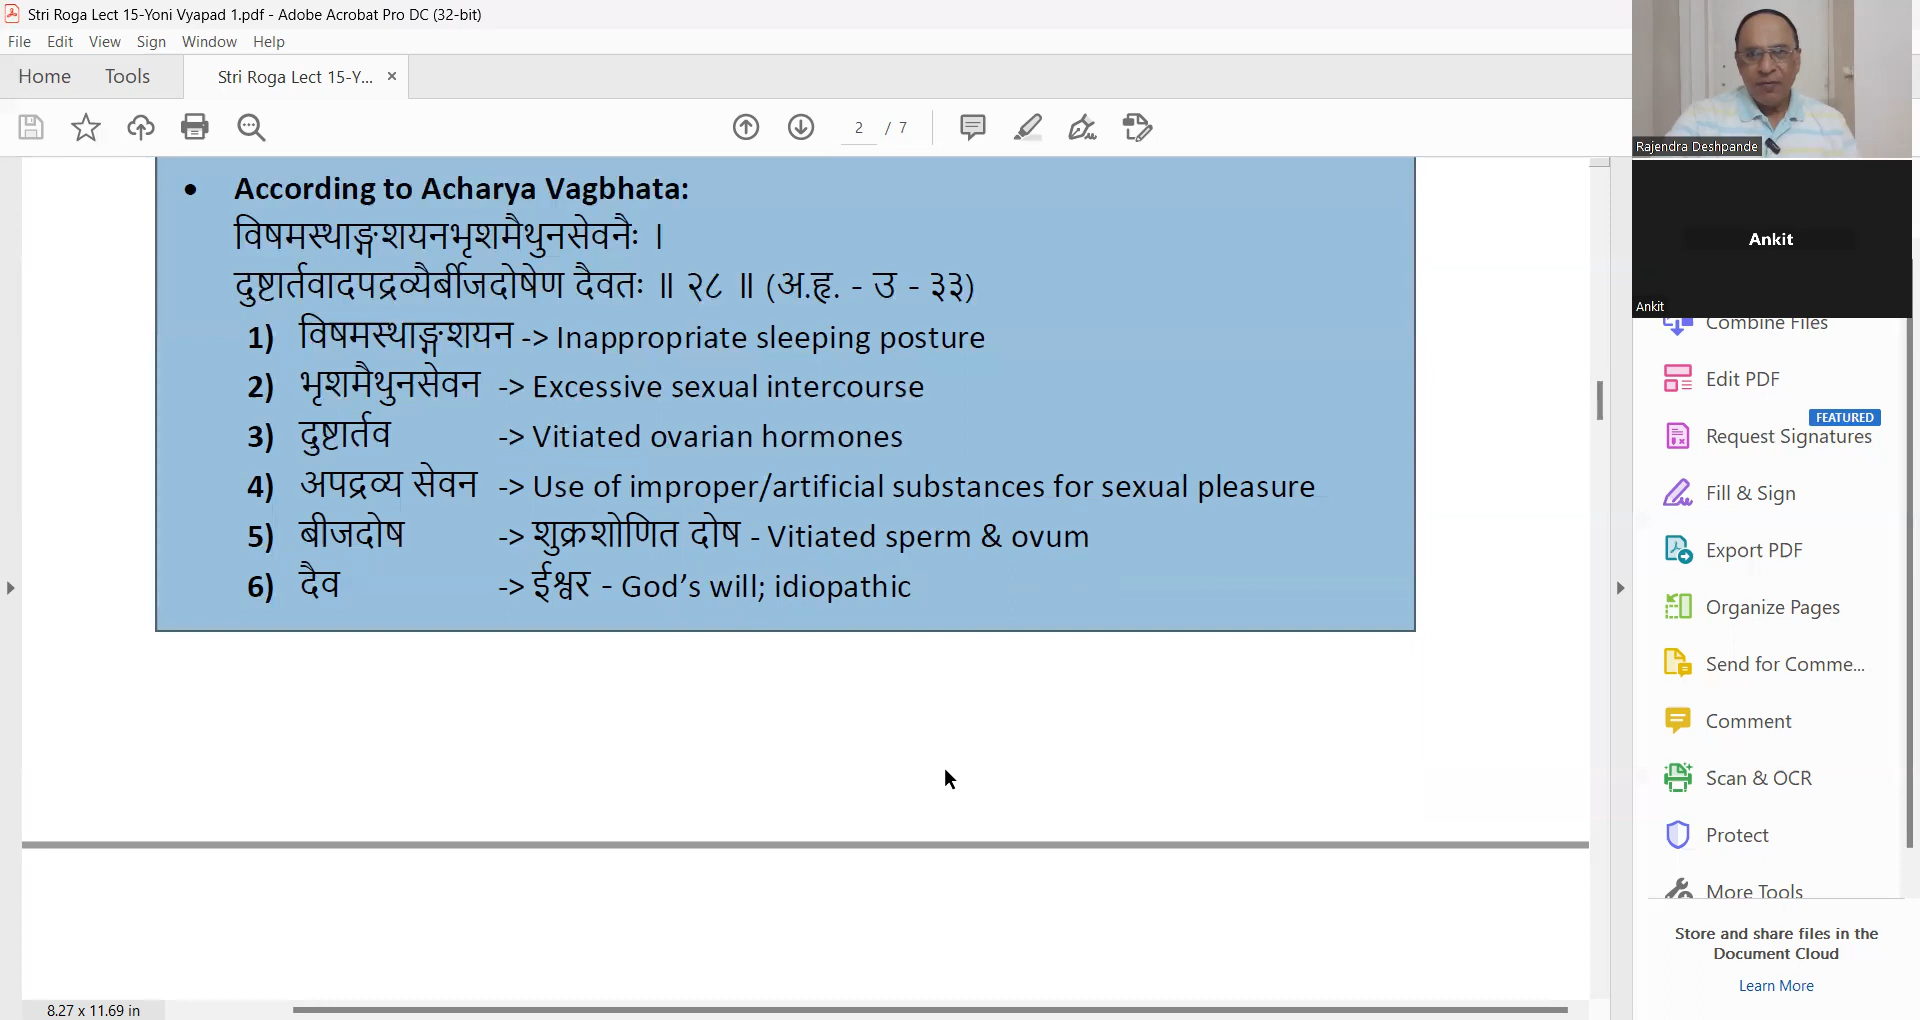 Stri Roga Lect 15-Yoni Vyapad 1.pdf - Adobe Acrobat Pro DC (32-bit)
File Edit View Sign Window Help
Home Tools Stri Roga Lect 15-Y... ×
2 / 7
• According to Acharya Vagbhata:
विषमस्थाङ्गशयनभृशमैथुनसेवनैः ।
दुष्टार्तवादपद्रव्यैर्बीजदोषेण दैवतः ॥ २८ ॥ (अ.हृ. - उ - ३३)
1) विषमस्थाङ्गशयन -> Inappropriate sleeping posture
2) भृशमैथुनसेवन -> Excessive sexual intercourse
3) दुष्टार्तव -> Vitiated ovarian hormones
4) अपद्रव्य सेवन -> Use of improper/artificial substances for sexual pleasure
5) बीजदोष -> शुक्रशोणित दोष - Vitiated sperm & ovum
6) दैव -> ईश्वर - God’s will; idiopathic
8.27 x 11.69 in
Rajendra Deshpande
Ankit
Ankit
Combine Files
Edit PDF
FEATURED
Request Signatures
Fill & Sign
Export PDF
Organize Pages
Send for Comme...
Comment
Scan & OCR
Protect
More Tools
Store and share files in the
Document Cloud
Learn More